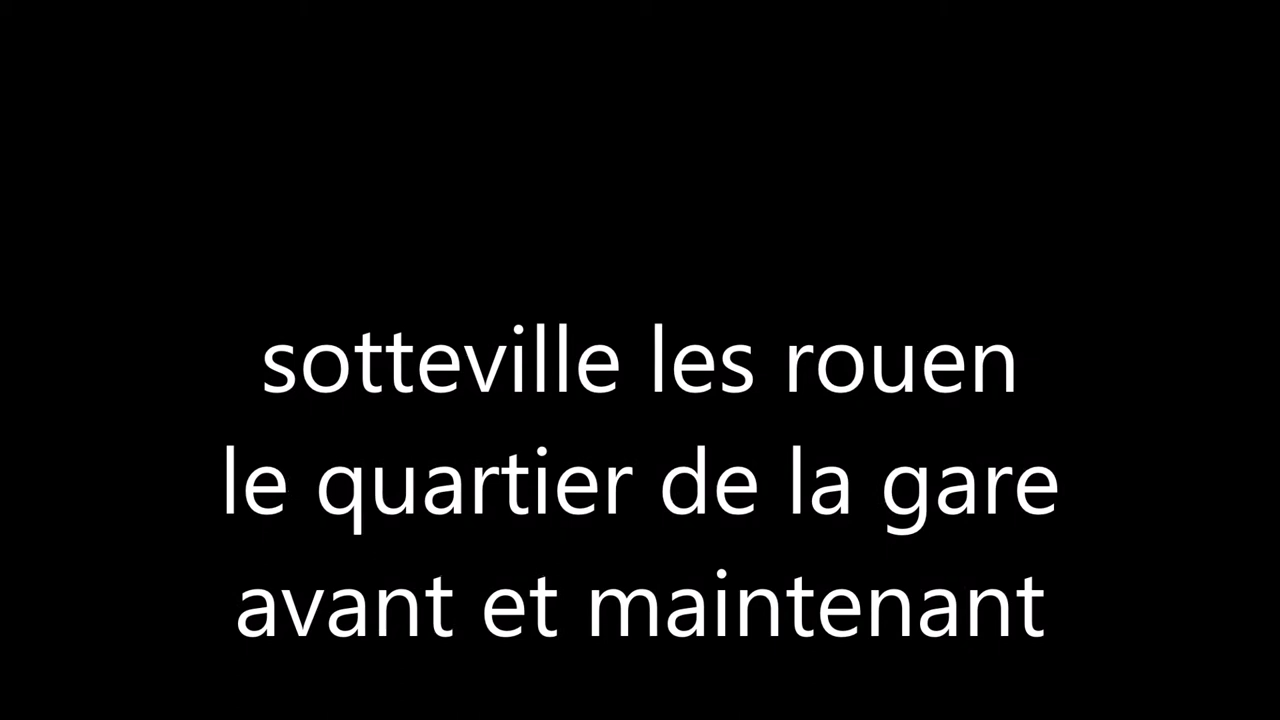 sotteville les rouen
le quartier de la gare
avant et maintenant